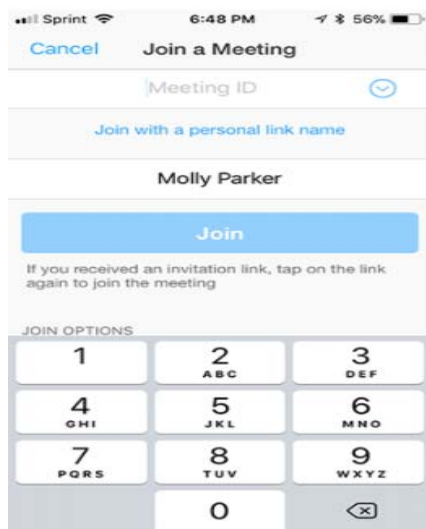 Sprint 6:48 PM 56%
Cancel Join a Meeting
Meeting ID
Join with a personal link name
Molly Parker
Join
If you received an invitation link, tap on the link
again to join the meeting
JOIN OPTIONS
1 2 3
ABC DEF
4 5 6
GHI JKL MNO
7 8 9
PQRS TUV WXYZ
0